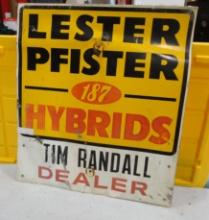 LESTER
PFISTER
187
HYBRIDS
TIM RANDALL
DEALER